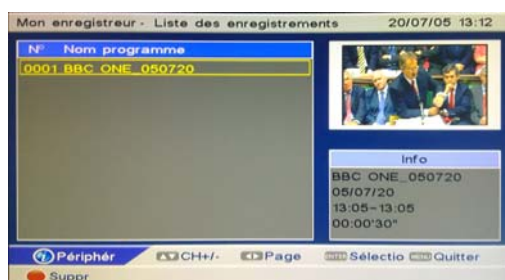 Mon enregistreur - Liste des enregistrements 20/07/05 13:12
N° Nom programme
0001 BBC ONE_050720
Info
BBC ONE_050720
05/07/20
13:05-13:05
00:00'30"
Périphér CH+/- Page Sélectio Quitter
Suppr